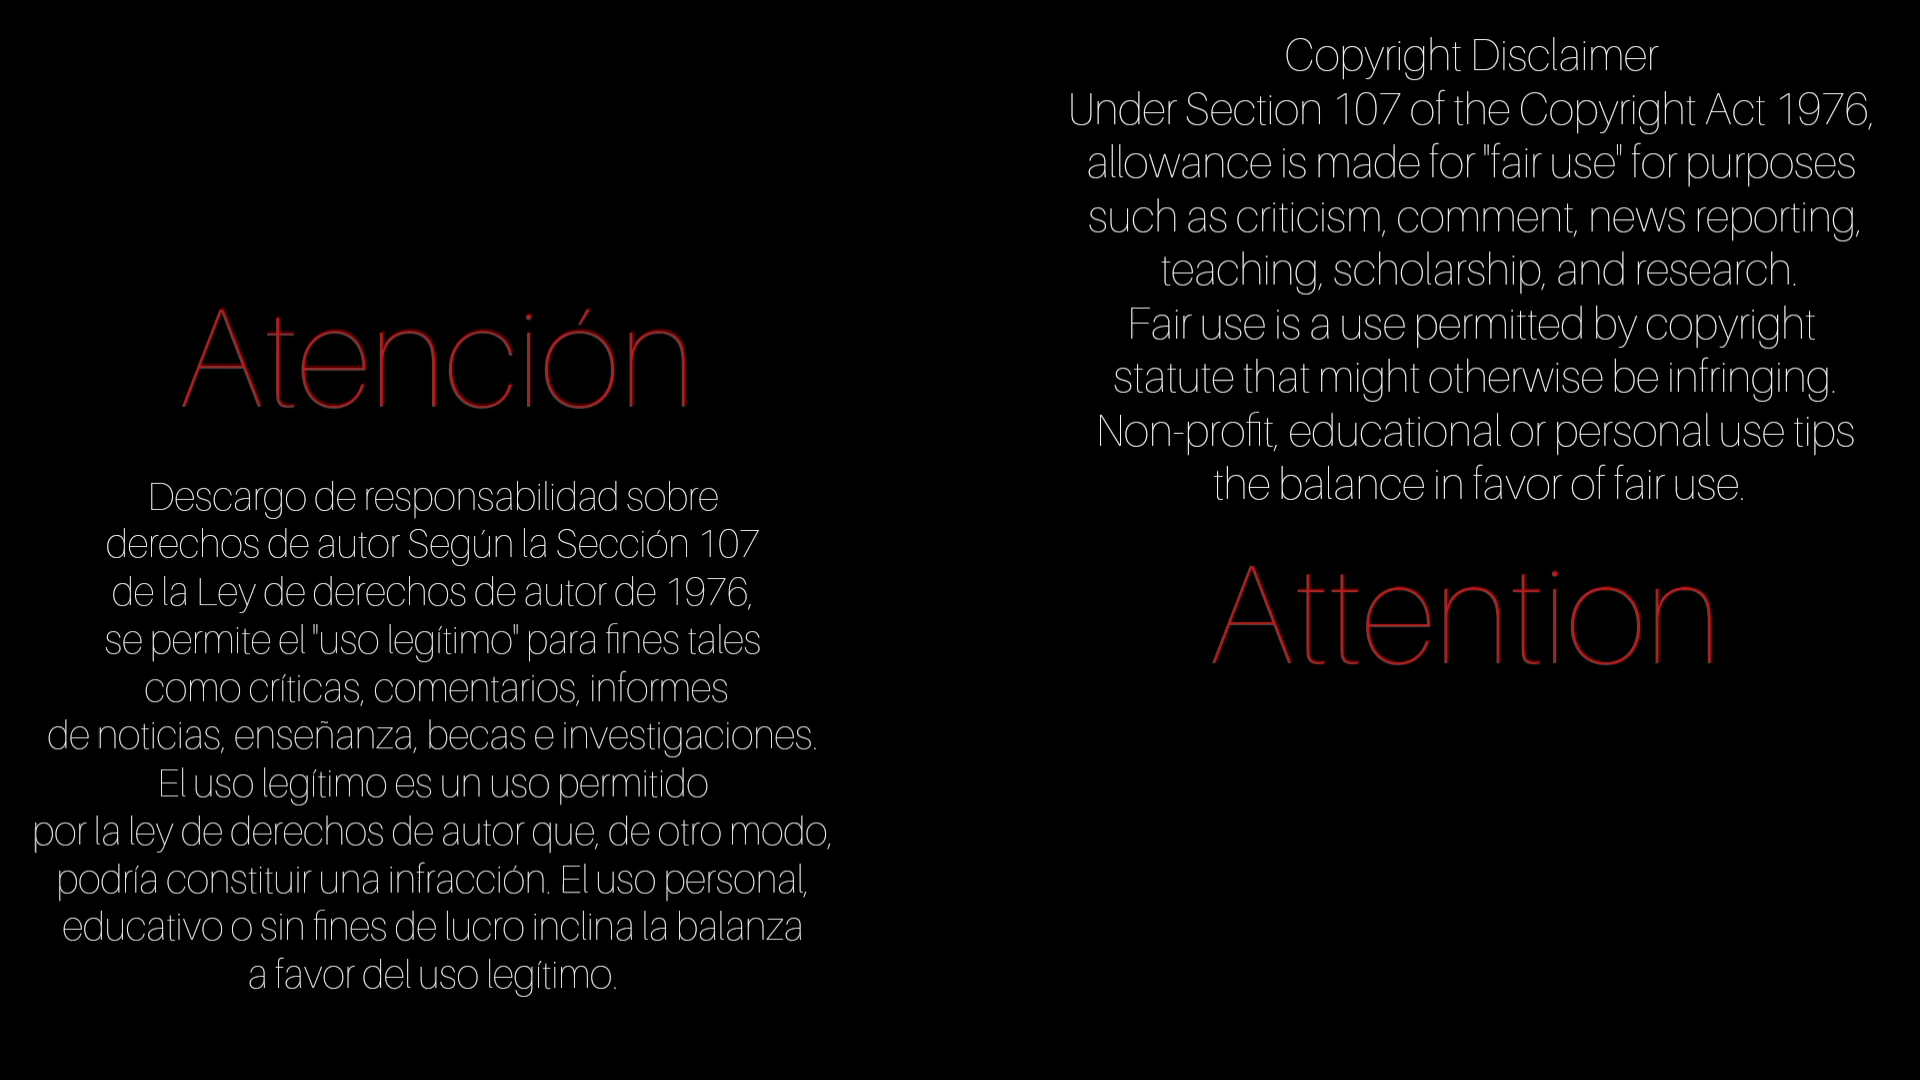 Atención
Descargo de responsabilidad sobre
derechos de autor Según la Sección 107
de la Ley de derechos de autor de 1976,
se permite el "uso legítimo" para fines tales
como críticas, comentarios, informes
de noticias, enseñanza, becas e investigaciones.
El uso legítimo es un uso permitido
por la ley de derechos de autor que, de otro modo,
podría constituir una infracción. El uso personal,
educativo o sin fines de lucro inclina la balanza
a favor del uso legítimo.
Copyright Disclaimer
Under Section 107 of the Copyright Act 1976,
allowance is made for "fair use" for purposes
such as criticism, comment, news reporting,
teaching, scholarship, and research.
Fair use is a use permitted by copyright
statute that might otherwise be infringing.
Non-profit, educational or personal use tips
the balance in favor of fair use.
Attention